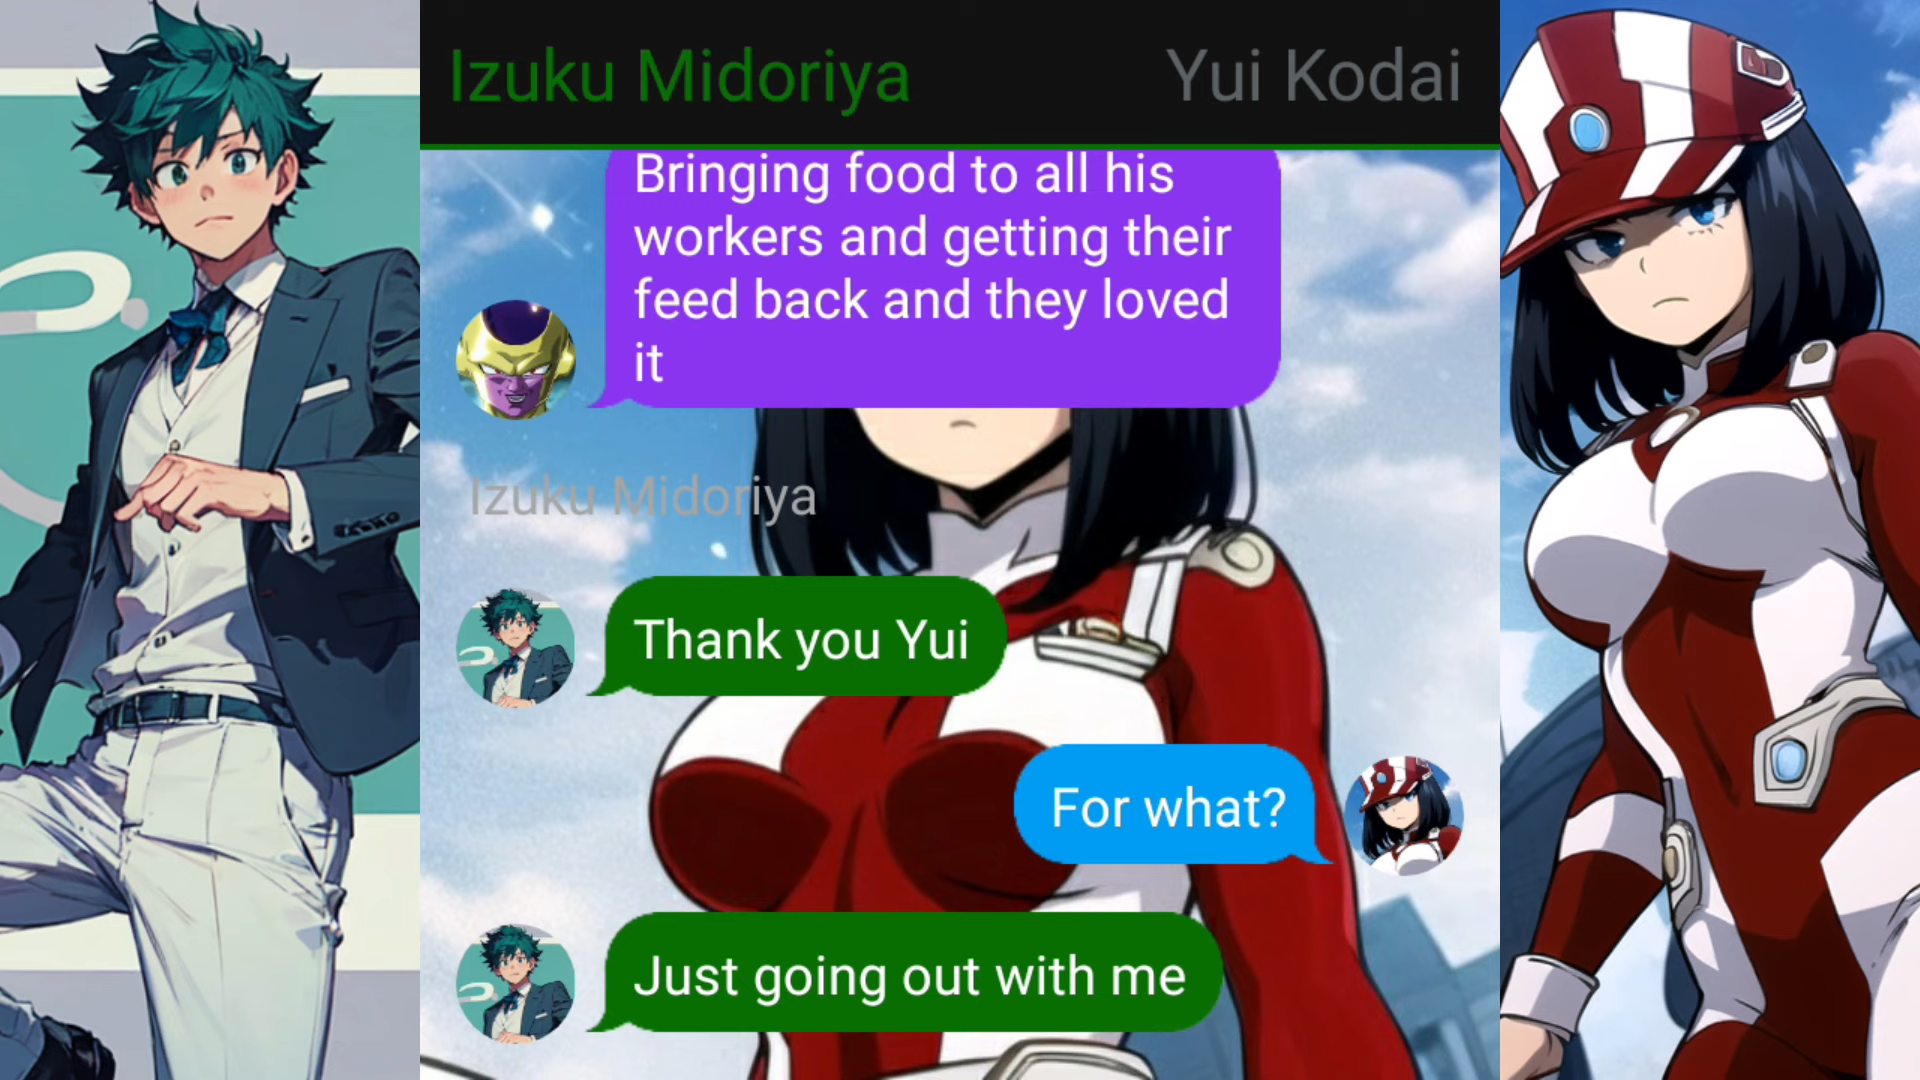 Izuku Midoriya
Yui Kodai
Bringing food to all his
workers and getting their
feed back and they loved
it
Izuku Midoriya
Thank you Yui
For what?
Just going out with me